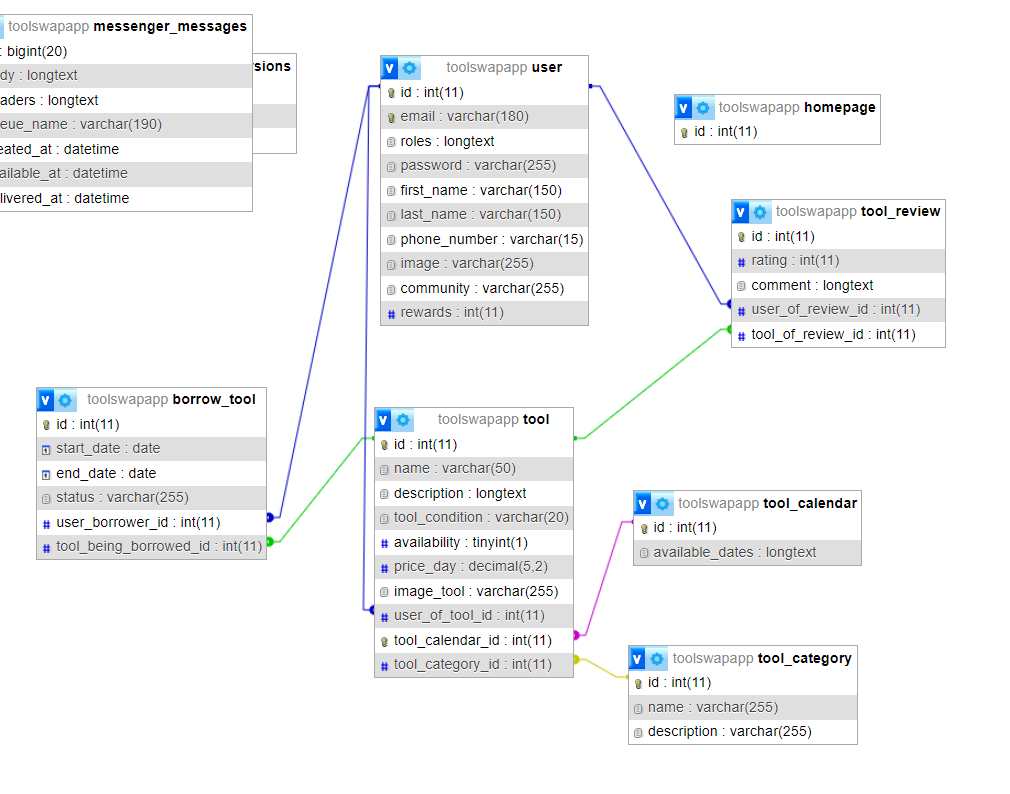 toolswapapp messenger_messages
: bigint(20)
dy : longtext
aders : longtext
eue_name : varchar(190)
eated_at : datetime
ailable_at : datetime
livered_at : datetime
sions
v toolswapapp user
id : int(11)
email : varchar(180)
roles : longtext
password : varchar(255)
first_name : varchar(150)
last_name : varchar(150)
phone_number : varchar(15)
image : varchar(255)
community : varchar(255)
# rewards : int(11)
v toolswapapp homepage
id : int(11)
v toolswapapp tool_review
id : int(11)
# rating : int(11)
comment : longtext
# user_of_review_id : int(11)
# tool_of_review_id : int(11)
v toolswapapp borrow_tool
id : int(11)
start_date : date
end_date : date
status : varchar(255)
# user_borrower_id : int(11)
# tool_being_borrowed_id : int(11)
v toolswapapp tool
id : int(11)
name : varchar(50)
description : longtext
tool_condition : varchar(20)
# availability : tinyint(1)
# price_day : decimal(5,2)
image_tool : varchar(255)
# user_of_tool_id : int(11)
tool_calendar_id : int(11)
# tool_category_id : int(11)
v toolswapapp tool_calendar
id : int(11)
available_dates : longtext
v toolswapapp tool_category
id : int(11)
name : varchar(255)
description : varchar(255)